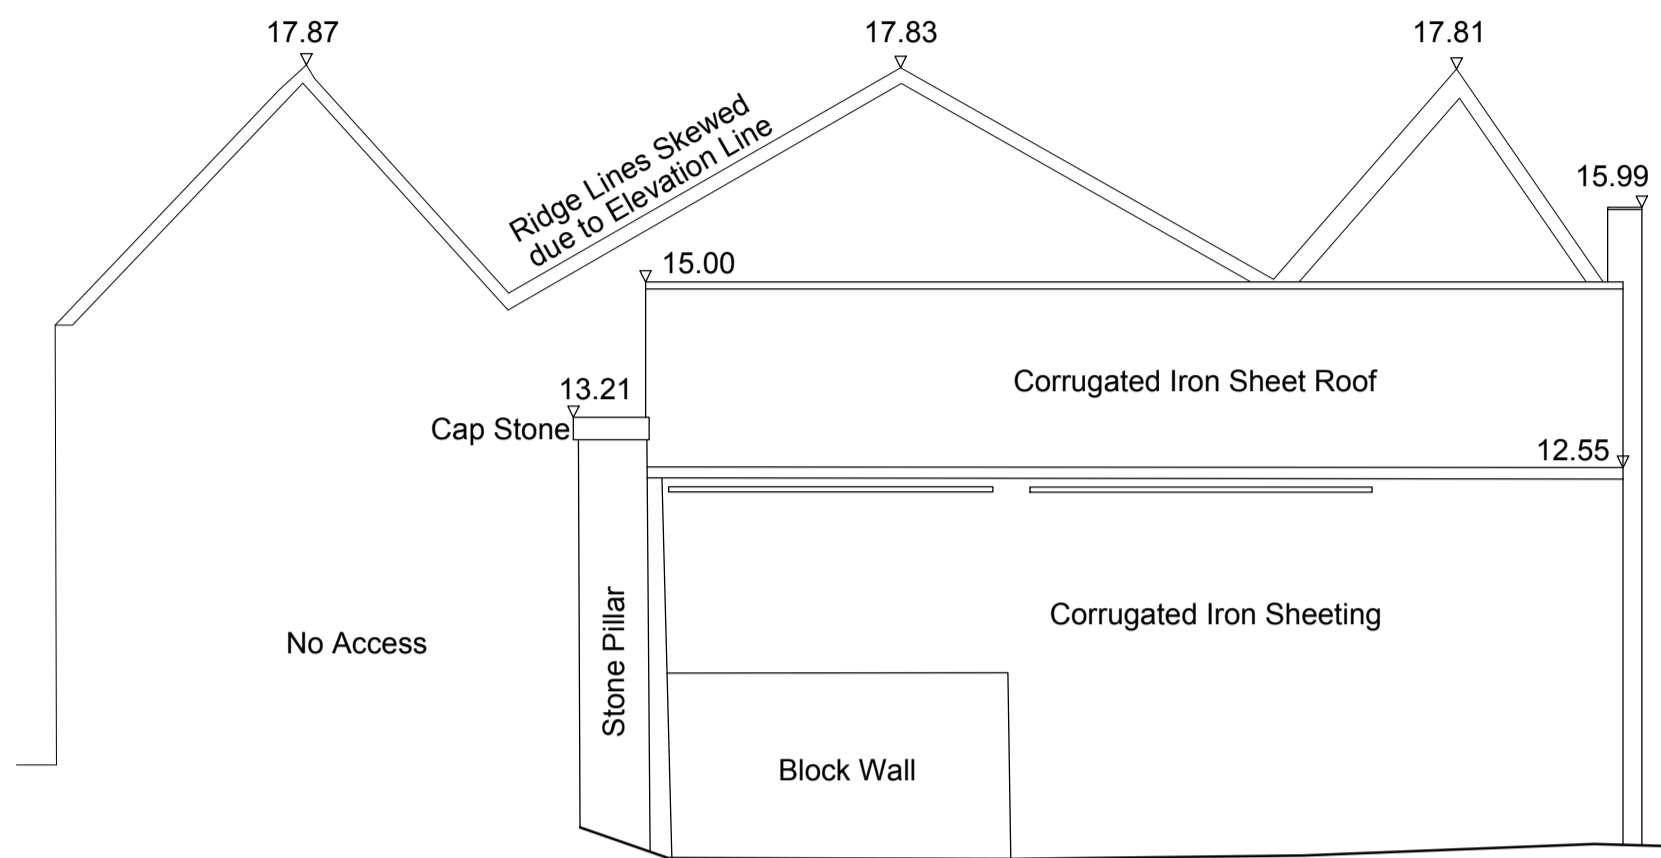 17.87
17.83
17.81
Ridge Lines Skewed
due to Elevation Line
15.99
15.00
13.21
Corrugated Iron Sheet Roof
Cap Stone
12.55
Stone Pillar
Corrugated Iron Sheeting
No Access
Block Wall